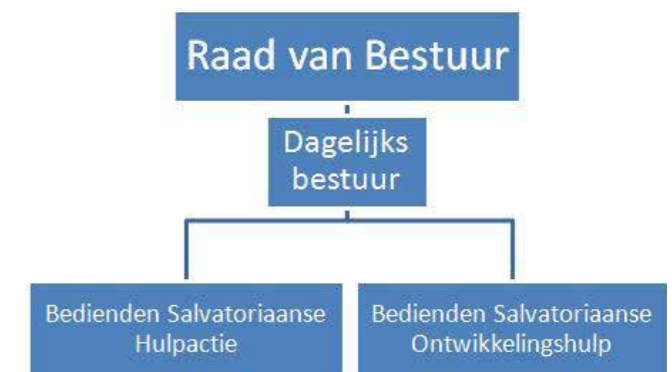 Raad van Bestuur
Dagelijks
bestuur
Bedienden Salvatoriaanse
Hulpactie
Bedienden Salvatoriaanse
Ontwikkelingshulp